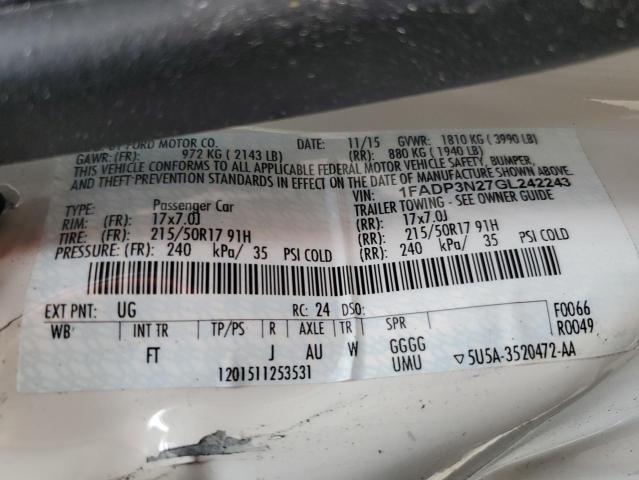 BY FORD MOTOR CO. DATE: 11/15 GVWR: 1810 KG ( 3990 LB)
GAWR: (FR): 972 KG ( 2143 LB) (RR): 880 KG ( 1940 LB)
THIS VEHICLE CONFORMS TO ALL APPLICABLE FEDERAL MOTOR VEHICLE SAFETY, BUMPER,
AND THEFT PREVENTION STANDARDS IN EFFECT ON THE DATE OF MANUFACTURE SHOWN ABOVE.
VIN: 1FADP3N27GL242243
TYPE: Passenger Car TRAILER TOWING - SEE OWNER GUIDE
RIM: (FR): 17x7.0J (RR): 17x7.0J
TIRE: (FR): 215/50R17 91H (RR): 215/50R17 91H
PRESSURE: (FR): 240 kPa/ 35 PSI COLD (RR): 240 kPa/ 35 PSI COLD
EXT PNT: UG RC: 24 DSO: F0066
WB INT TR TP/PS R AXLE TR SPR R0049
FT J AU W GGGG
UMU ▽5U5A-3520472-AA
1201511253531